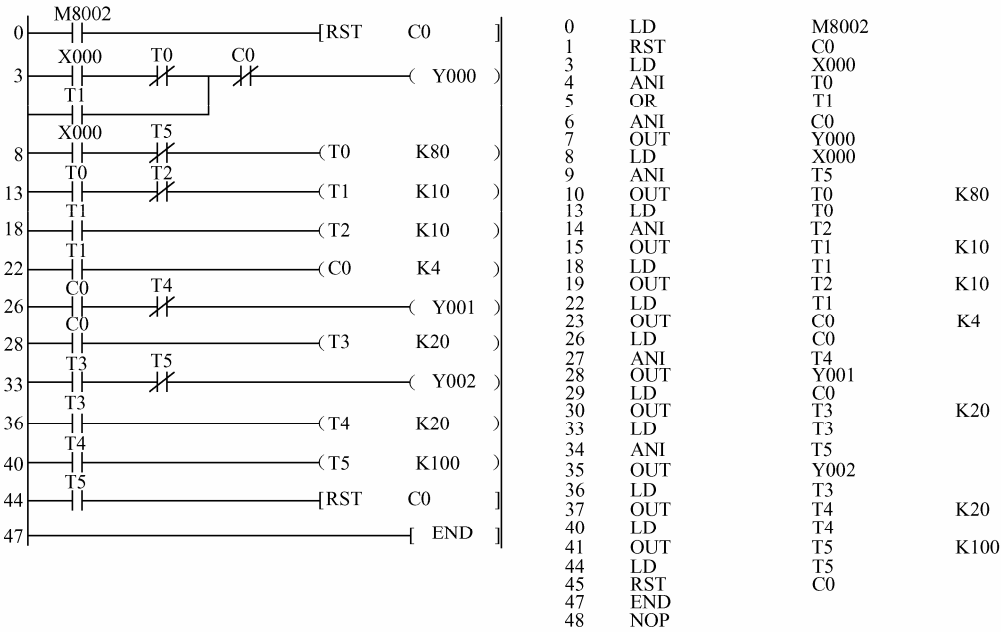 M8002
0 [RST C0 ]
X000 T0 C0
3 ( Y000 )
T1
X000 T5
8 (T0 K80 )
T0 T2
13 (T1 K10 )
T1
18 (T2 K10 )
T1
22 (C0 K4 )
C0 T4
26 ( Y001 )
C0
28 (T3 K20 )
T3 T5
33 ( Y002 )
T3
36 (T4 K20 )
T4
40 (T5 K100 )
T5
44 [RST C0 ]
47 [ END ]
0 LD M8002
1 RST C0
3 LD X000
4 ANI T0
5 OR T1
6 ANI C0
7 OUT Y000
8 LD X000
9 ANI T5
10 OUT T0 K80
13 LD T0
14 ANI T2
15 OUT T1 K10
18 LD T1
19 OUT T2 K10
22 LD T1
23 OUT C0 K4
26 LD C0
27 ANI T4
28 OUT Y001
29 LD C0
30 OUT T3 K20
33 LD T3
34 ANI T5
35 OUT Y002
36 LD T3
37 OUT T4 K20
40 LD T4
41 OUT T5 K100
44 LD T5
45 RST C0
47 END
48 NOP